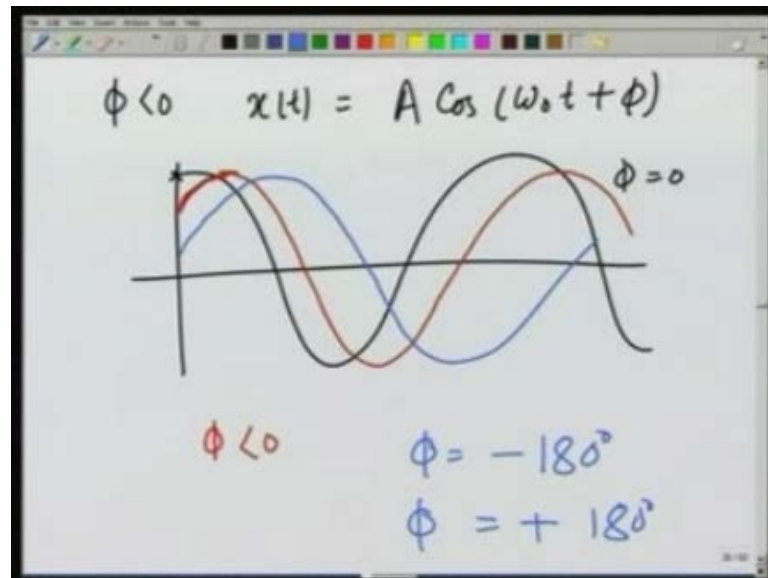 ϕ<0 x(t) = A Cos (ω₀t + ϕ)
ϕ=0
ϕ<0
ϕ = − 180°
ϕ = + 180°